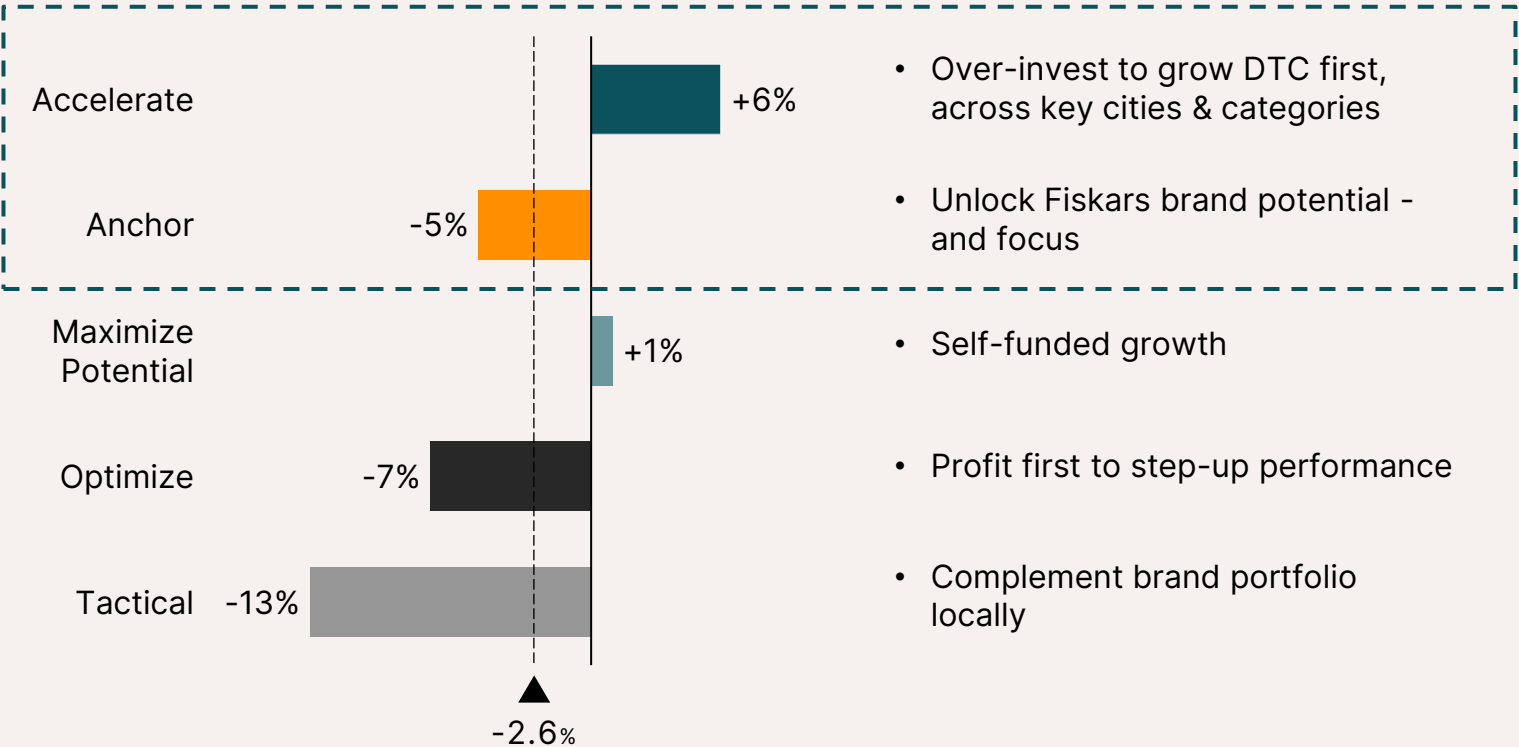 Accelerate
+6%
• Over-invest to grow DTC first,
across key cities & categories
Anchor
-5%
• Unlock Fiskars brand potential -
and focus
Maximize
Potential
+1%
• Self-funded growth
Optimize
-7%
• Profit first to step-up performance
Tactical
-13%
• Complement brand portfolio
locally
-2.6%